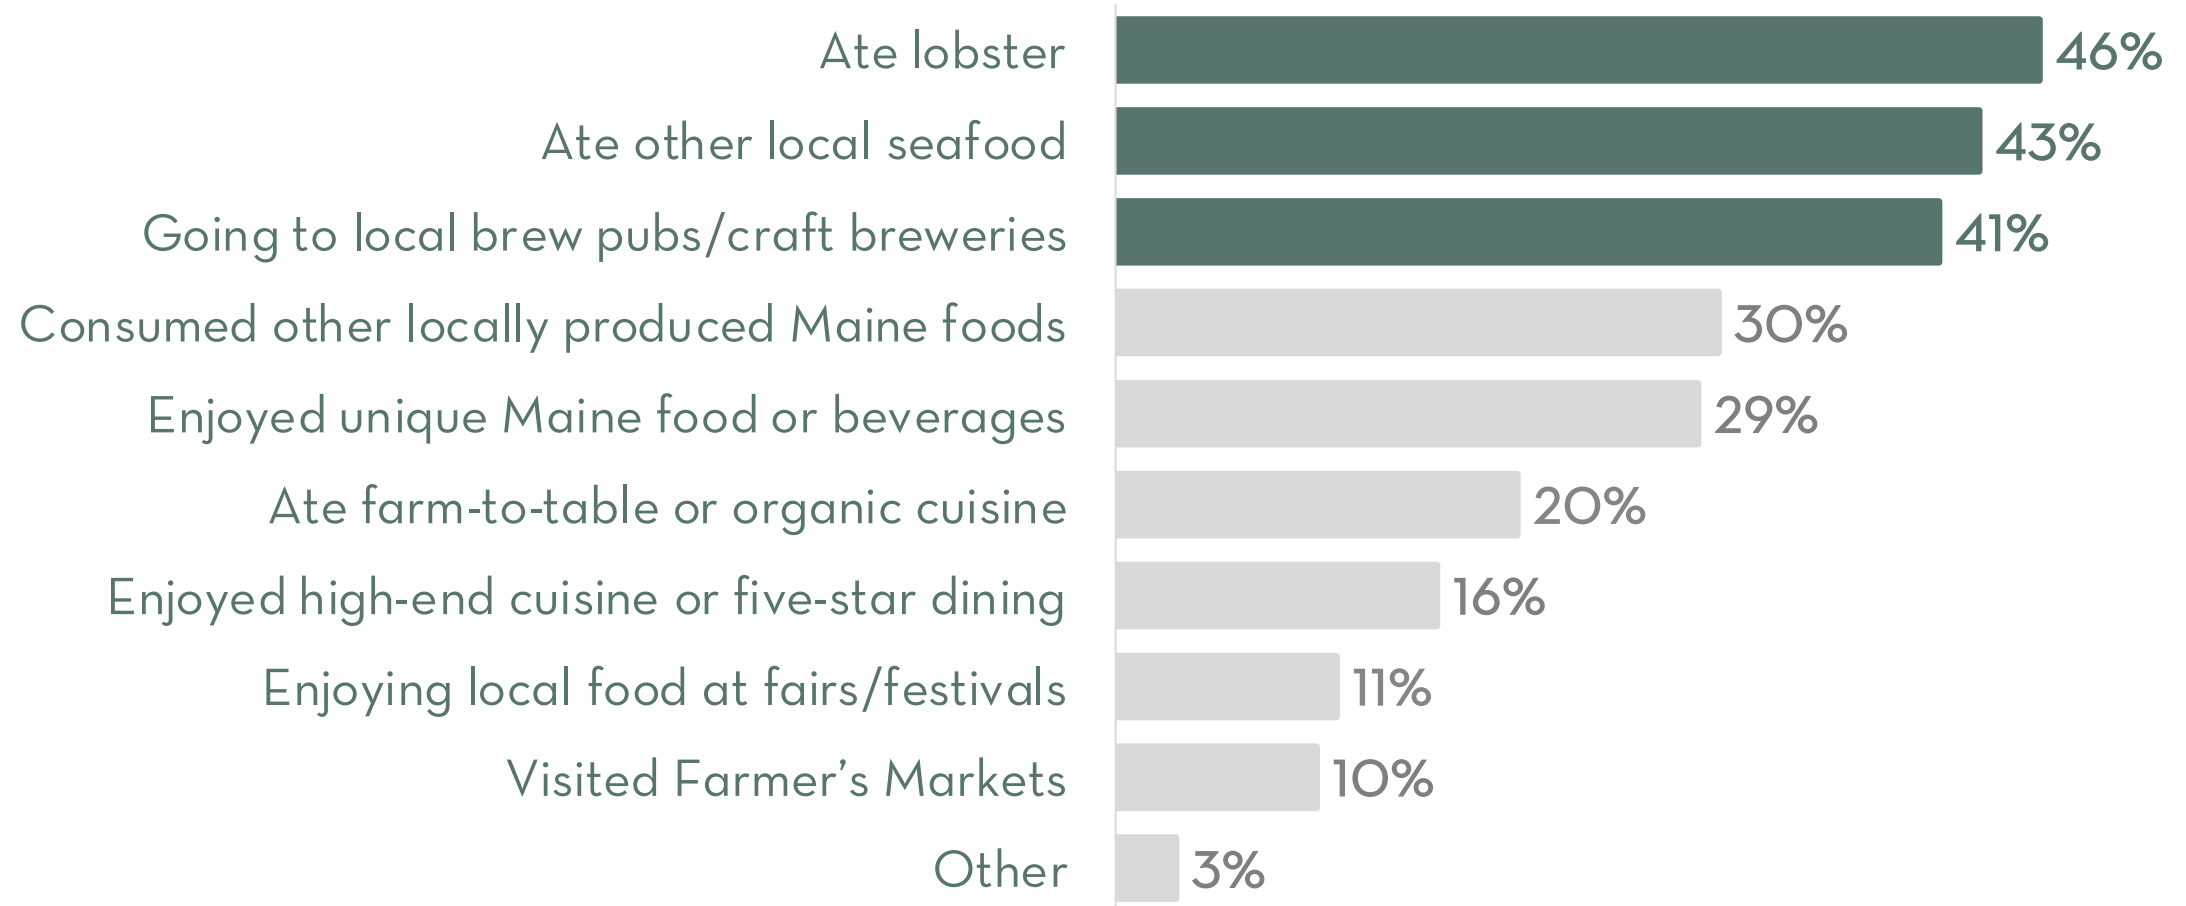 Ate lobster 46%
Ate other local seafood 43%
Going to local brew pubs/craft breweries 41%
Consumed other locally produced Maine foods 30%
Enjoyed unique Maine food or beverages 29%
Ate farm-to-table or organic cuisine 20%
Enjoyed high-end cuisine or five-star dining 16%
Enjoying local food at fairs/festivals 11%
Visited Farmer’s Markets 10%
Other 3%